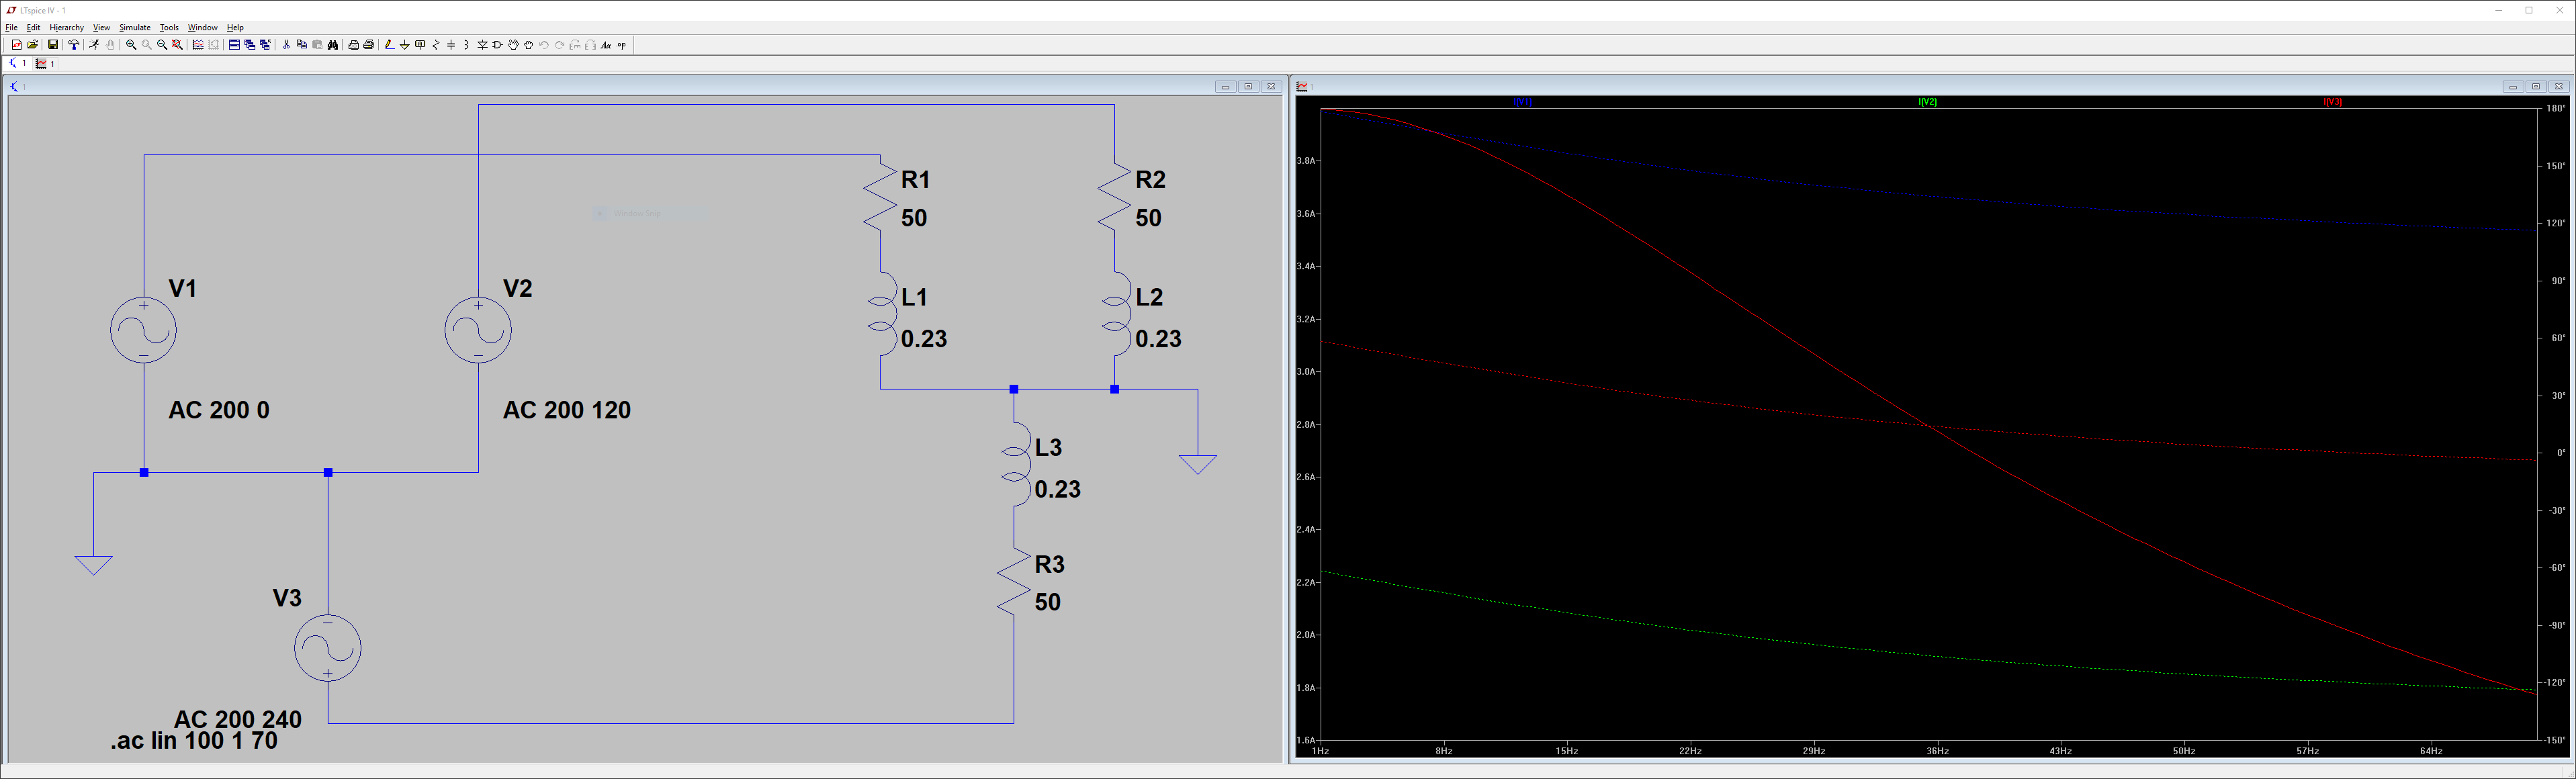 LTspice IV - 1
File Edit Hierarchy View Simulate Tools Window Help
1 1
1
V1
AC 200 0
V2
AC 200 120
R1
50
L1
0.23
R2
50
L2
0.23
L3
0.23
R3
50
V3
AC 200 240
.ac lin 100 1 70
1
I(V1) I(V2) I(V3)
3.8A
3.6A
3.4A
3.2A
3.0A
2.8A
2.6A
2.4A
2.2A
2.0A
1.8A
1.6A
180°
150°
120°
90°
60°
30°
0°
-30°
-60°
-90°
-120°
-150°
1Hz 8Hz 15Hz 22Hz 29Hz 36Hz 43Hz 50Hz 57Hz 64Hz